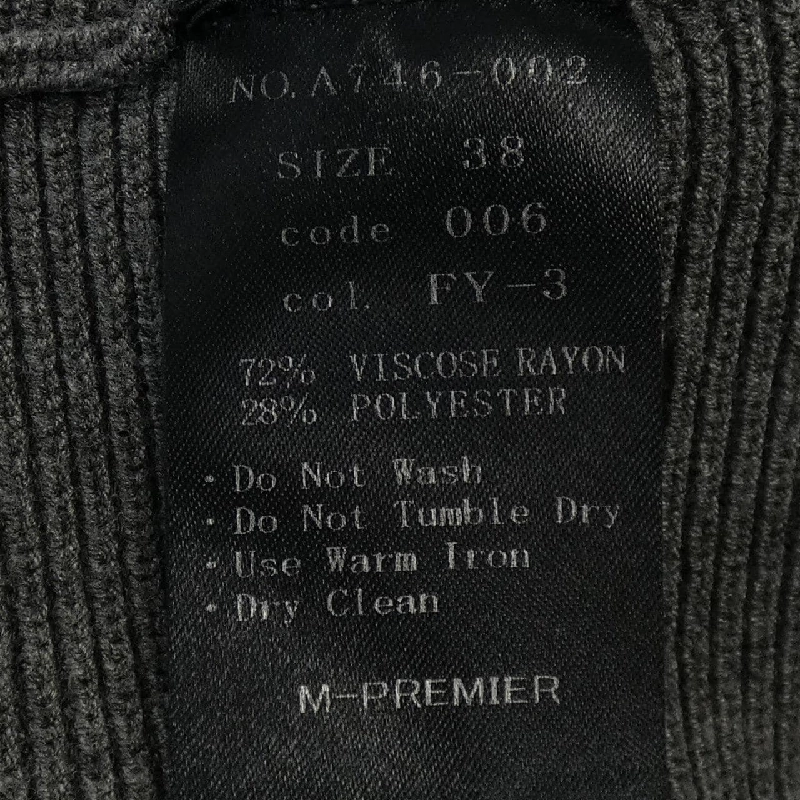 NO. A746-002
SIZE 38
code 006
col. FY-3
72% VISCOSE RAYON
28% POLYESTER
・Do Not Wash
・Do Not Tumble Dry
・Use Warm Iron
・Dry Clean
M-PREMIER